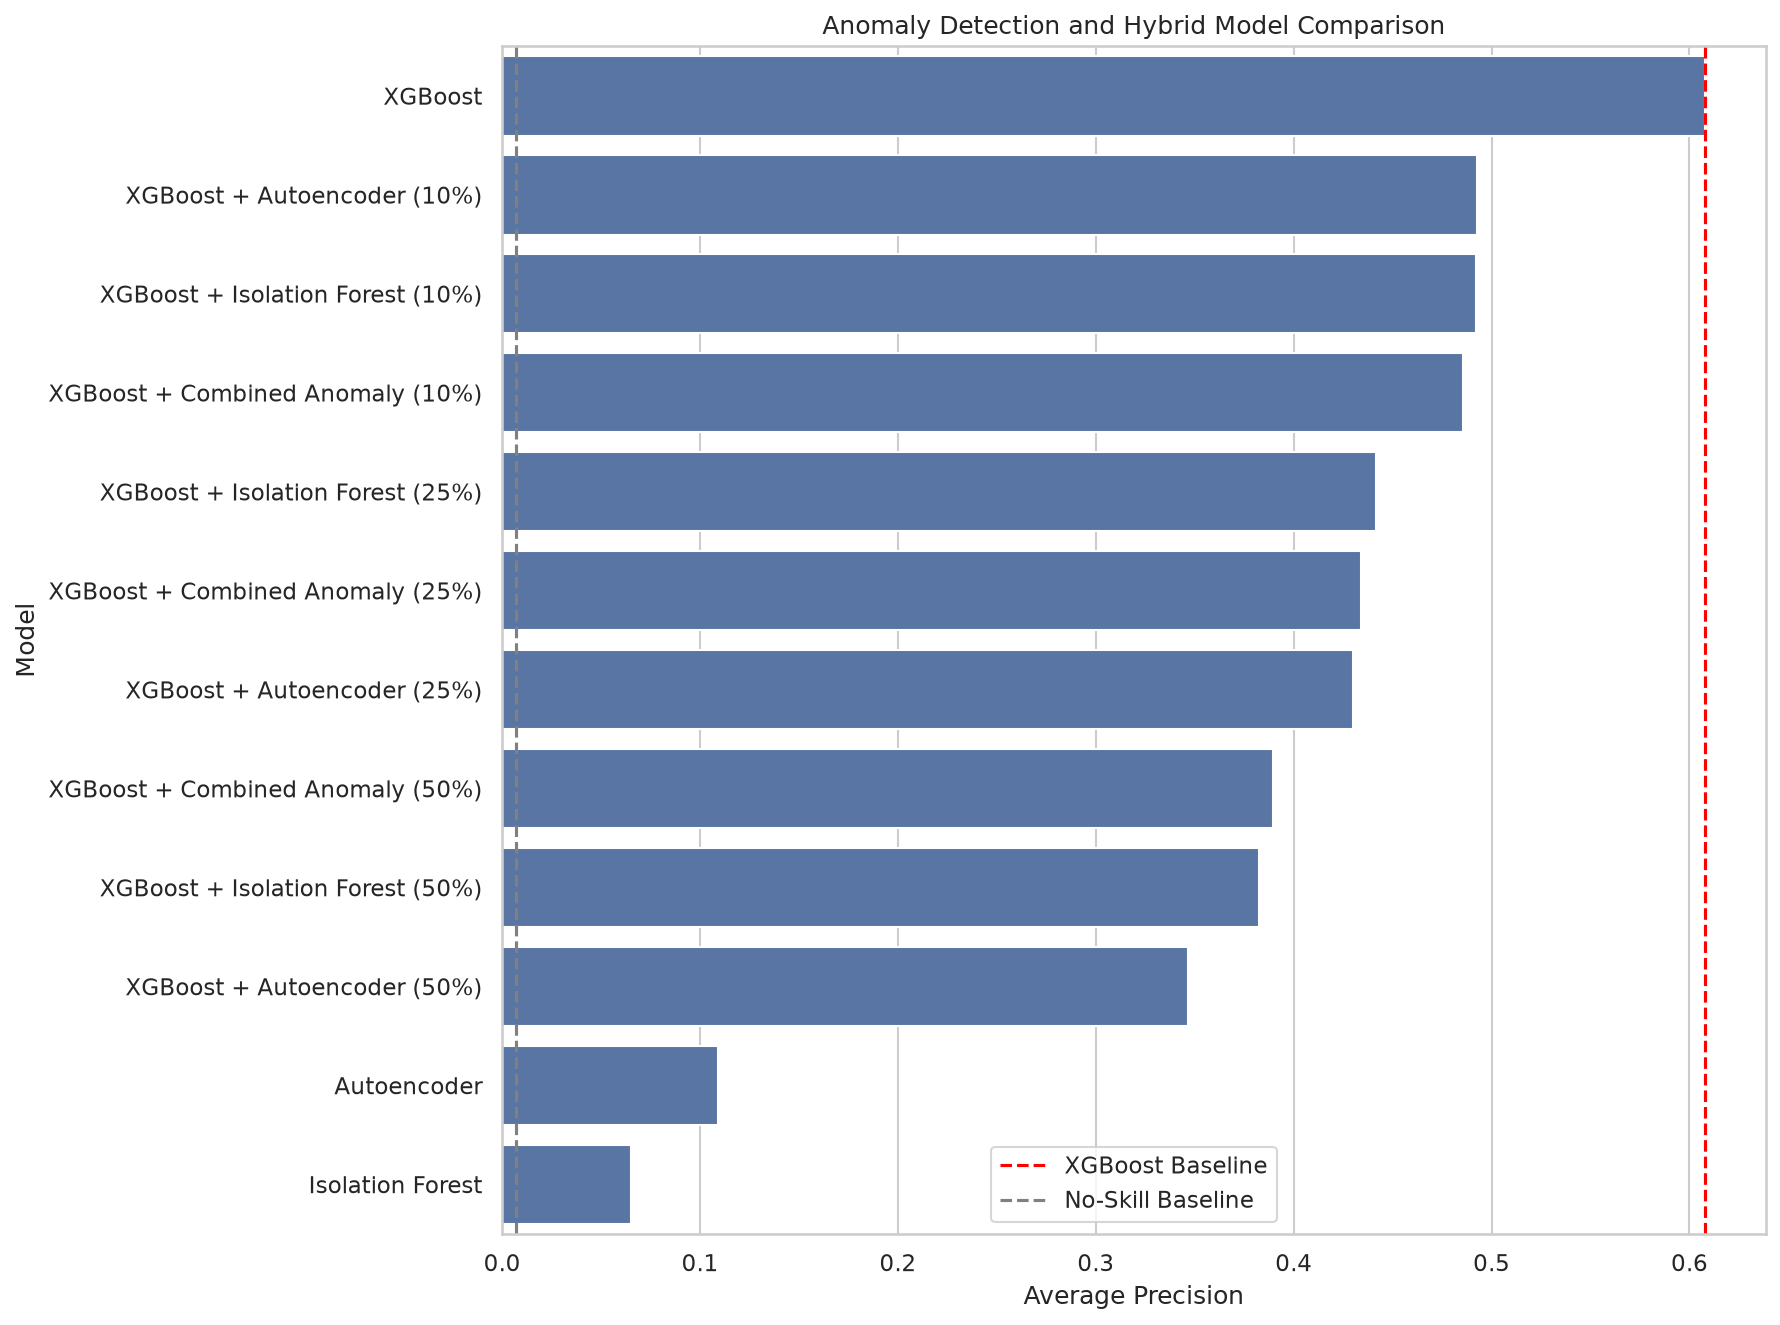 Anomaly Detection and Hybrid Model Comparison
XGBoost
XGBoost + Autoencoder (10%)
XGBoost + Isolation Forest (10%)
XGBoost + Combined Anomaly (10%)
XGBoost + Isolation Forest (25%)
XGBoost + Combined Anomaly (25%)
XGBoost + Autoencoder (25%)
XGBoost + Combined Anomaly (50%)
XGBoost + Isolation Forest (50%)
XGBoost + Autoencoder (50%)
Autoencoder
Isolation Forest
Model
XGBoost Baseline
No-Skill Baseline
0.0 0.1 0.2 0.3 0.4 0.5 0.6
Average Precision